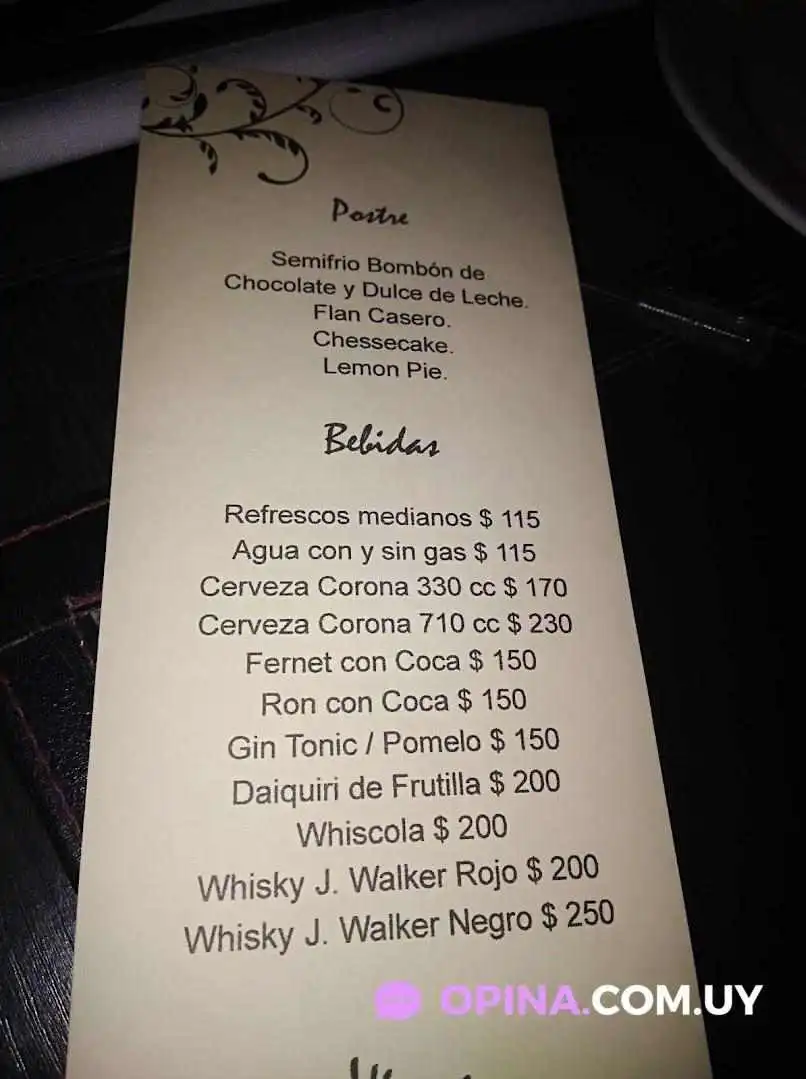 Postre
Semifrio Bombón de
Chocolate y Dulce de Leche.
Flan Casero.
Chessecake.
Lemon Pie.
Bebidas
Refrescos medianos $ 115
Agua con y sin gas $ 115
Cerveza Corona 330 cc $ 170
Cerveza Corona 710 cc $ 230
Fernet con Coca $ 150
Ron con Coca $ 150
Gin Tonic / Pomelo $ 150
Daiquiri de Frutilla $ 200
Whiscola $ 200
Whisky J. Walker Rojo $ 200
Whisky J. Walker Negro $ 250
OPINA.COM.UY